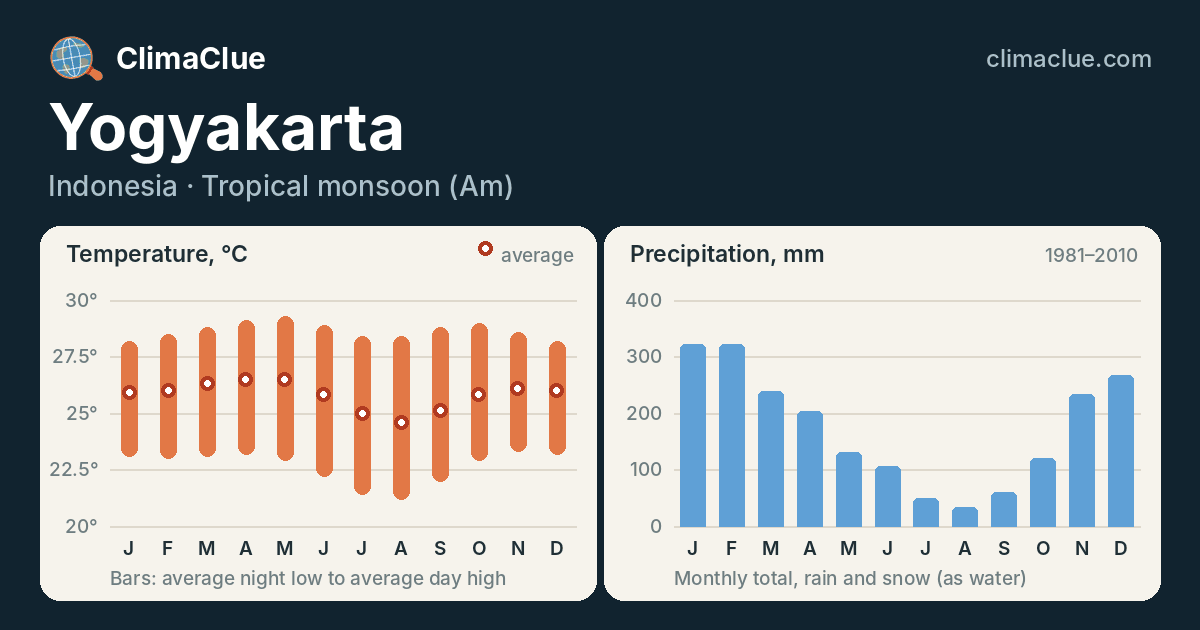 ClimaClue
climaclue.com
Yogyakarta
Indonesia · Tropical monsoon (Am)
Temperature, °C
average
30°
27.5°
25°
22.5°
20°
J F M A M J J A S O N D
Bars: average night low to average day high
Precipitation, mm
1981–2010
400
300
200
100
0
J F M A M J J A S O N D
Monthly total, rain and snow (as water)